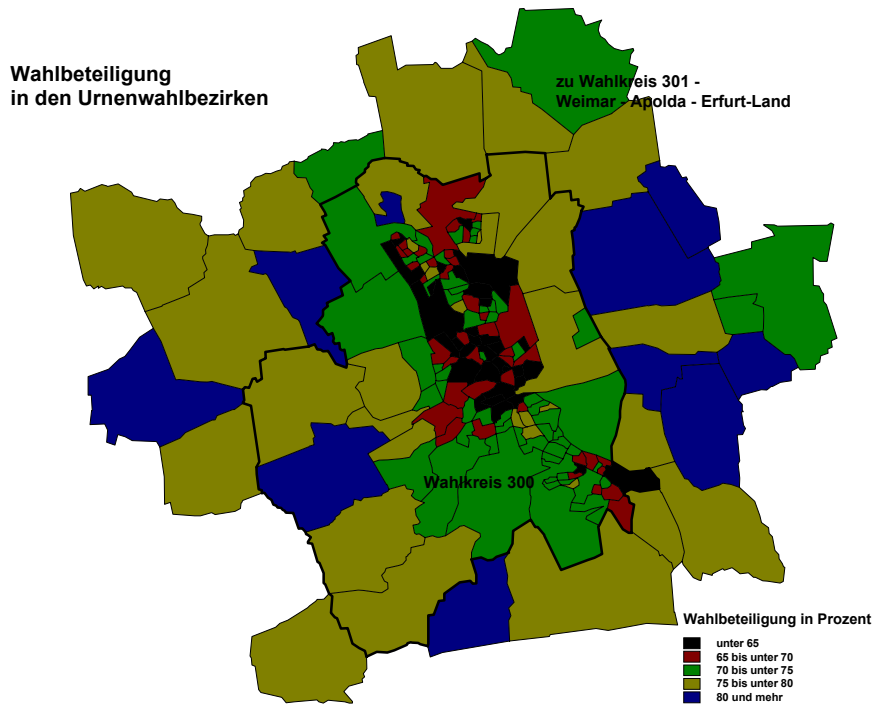 Wahlbeteiligung
in den Urnenwahlbezirken
zu Wahlkreis 301 -
Weimar - Apolda - Erfurt-Land
Wahlkreis 300
Wahlbeteiligung in Prozent
unter 65
65 bis unter 70
70 bis unter 75
75 bis unter 80
80 und mehr